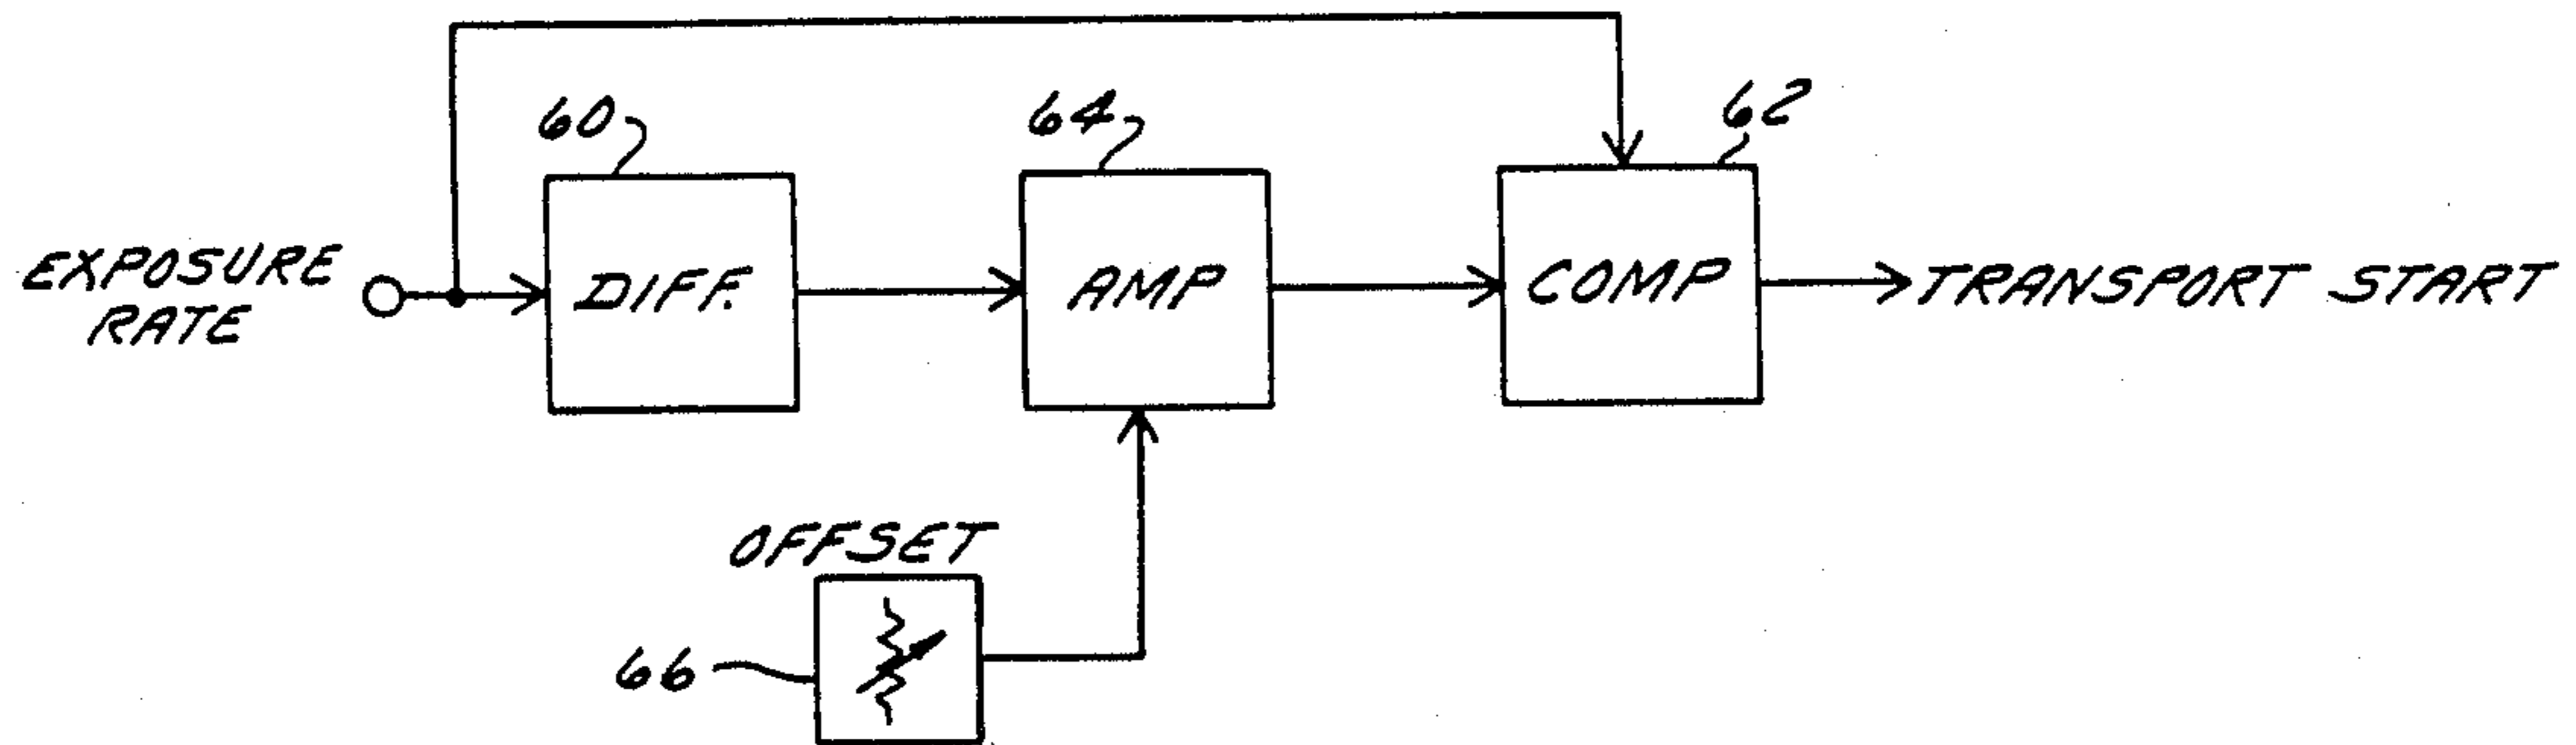 60
64
62
EXPOSURE
RATE
DIFF.
AMP
COMP
TRANSPORT START
OFFSET
66